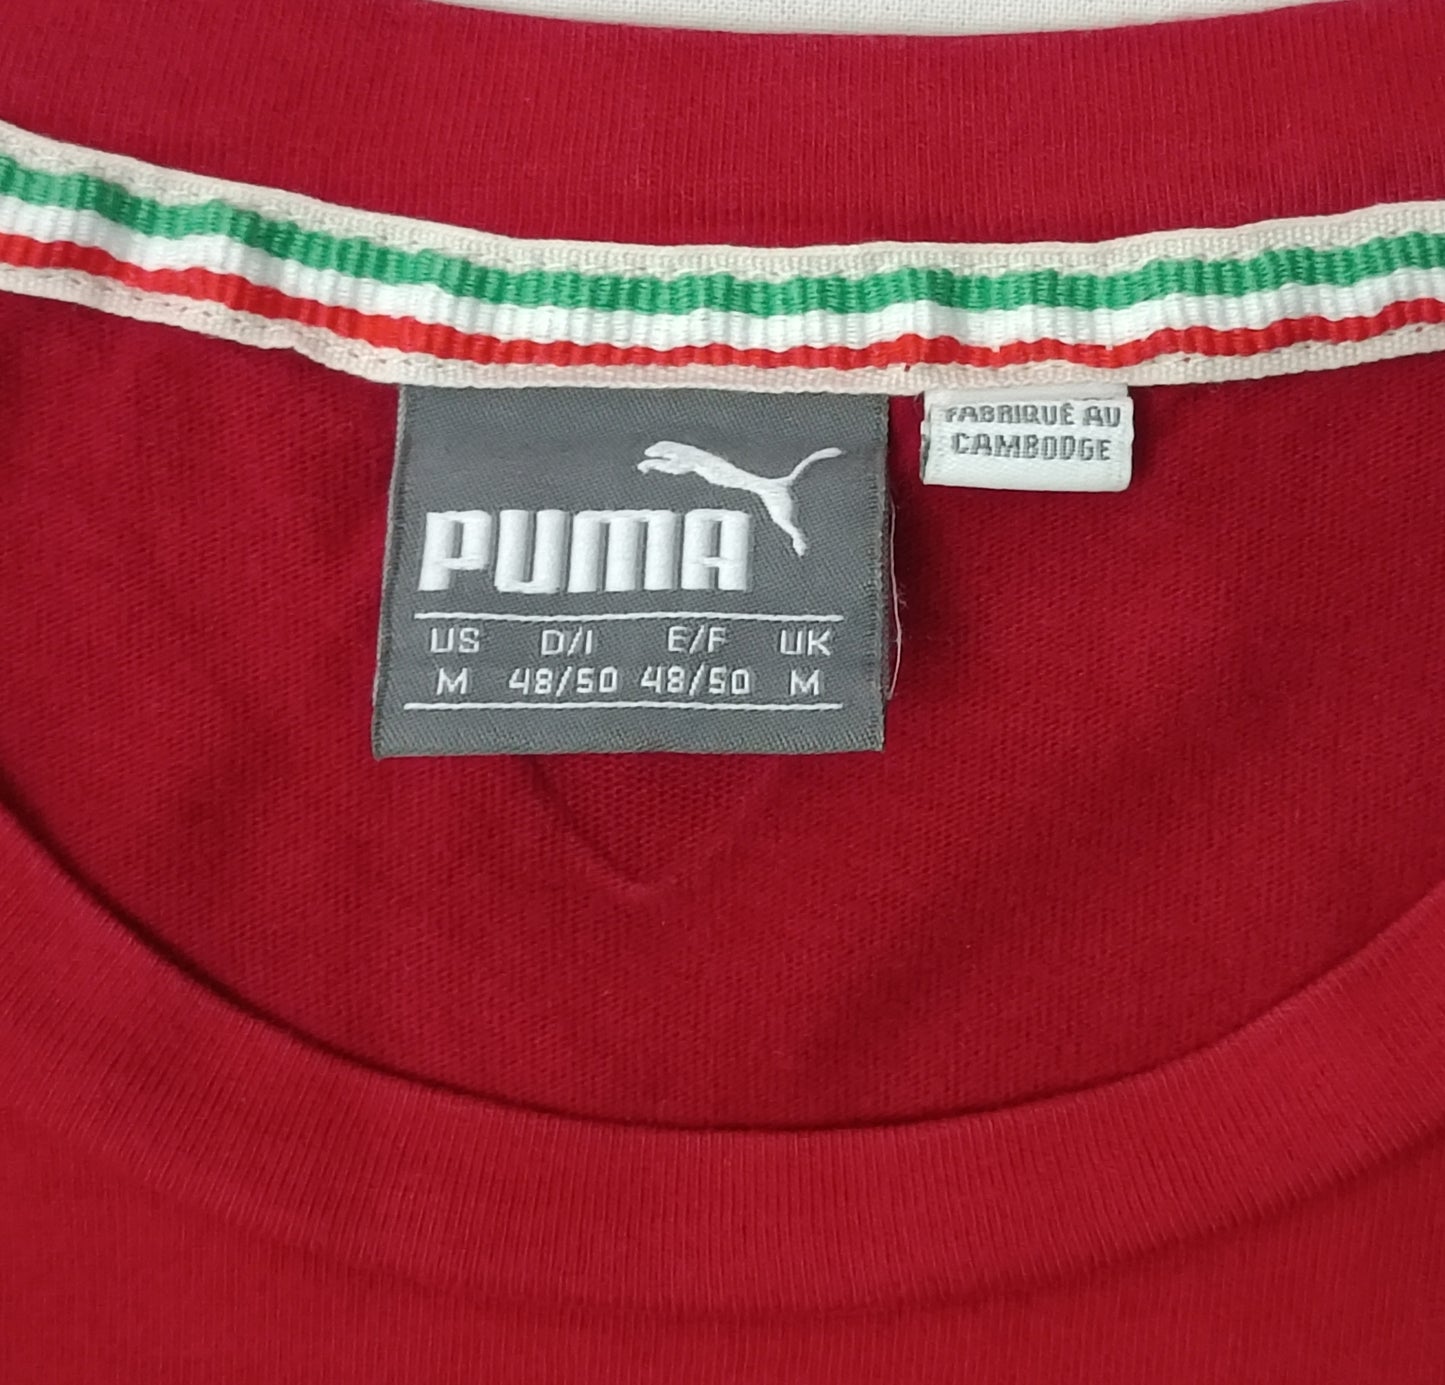 FABRIQUÉ AU
CAMBODGE
PUMA
US D/I E/F UK
M 48/50 48/50 M